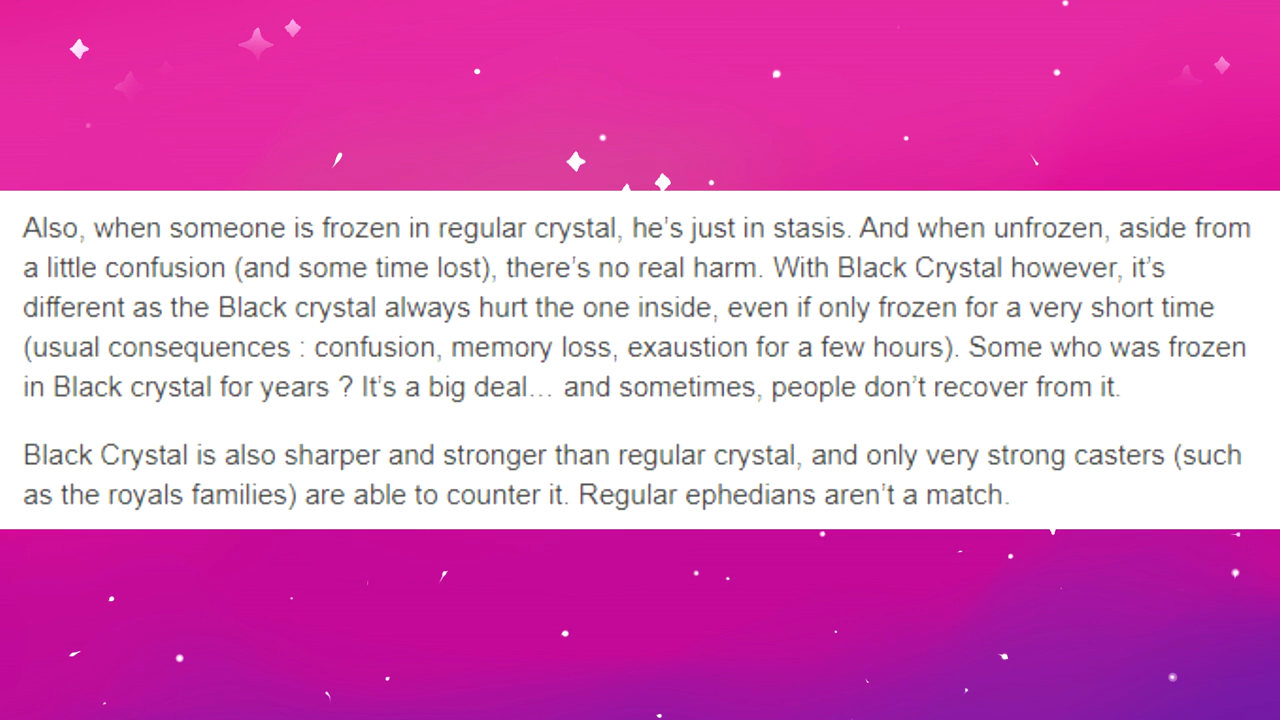 Also, when someone is frozen in regular crystal, he's just in stasis. And when unfrozen, aside from
a little confusion (and some time lost), there's no real harm. With Black Crystal however, it's
different as the Black crystal always hurt the one inside, even if only frozen for a very short time
(usual consequences : confusion, memory loss, exaustion for a few hours). Some who was frozen
in Black crystal for years ? It's a big deal… and sometimes, people don't recover from it.
Black Crystal is also sharper and stronger than regular crystal, and only very strong casters (such
as the royals families) are able to counter it. Regular ephedians aren't a match.